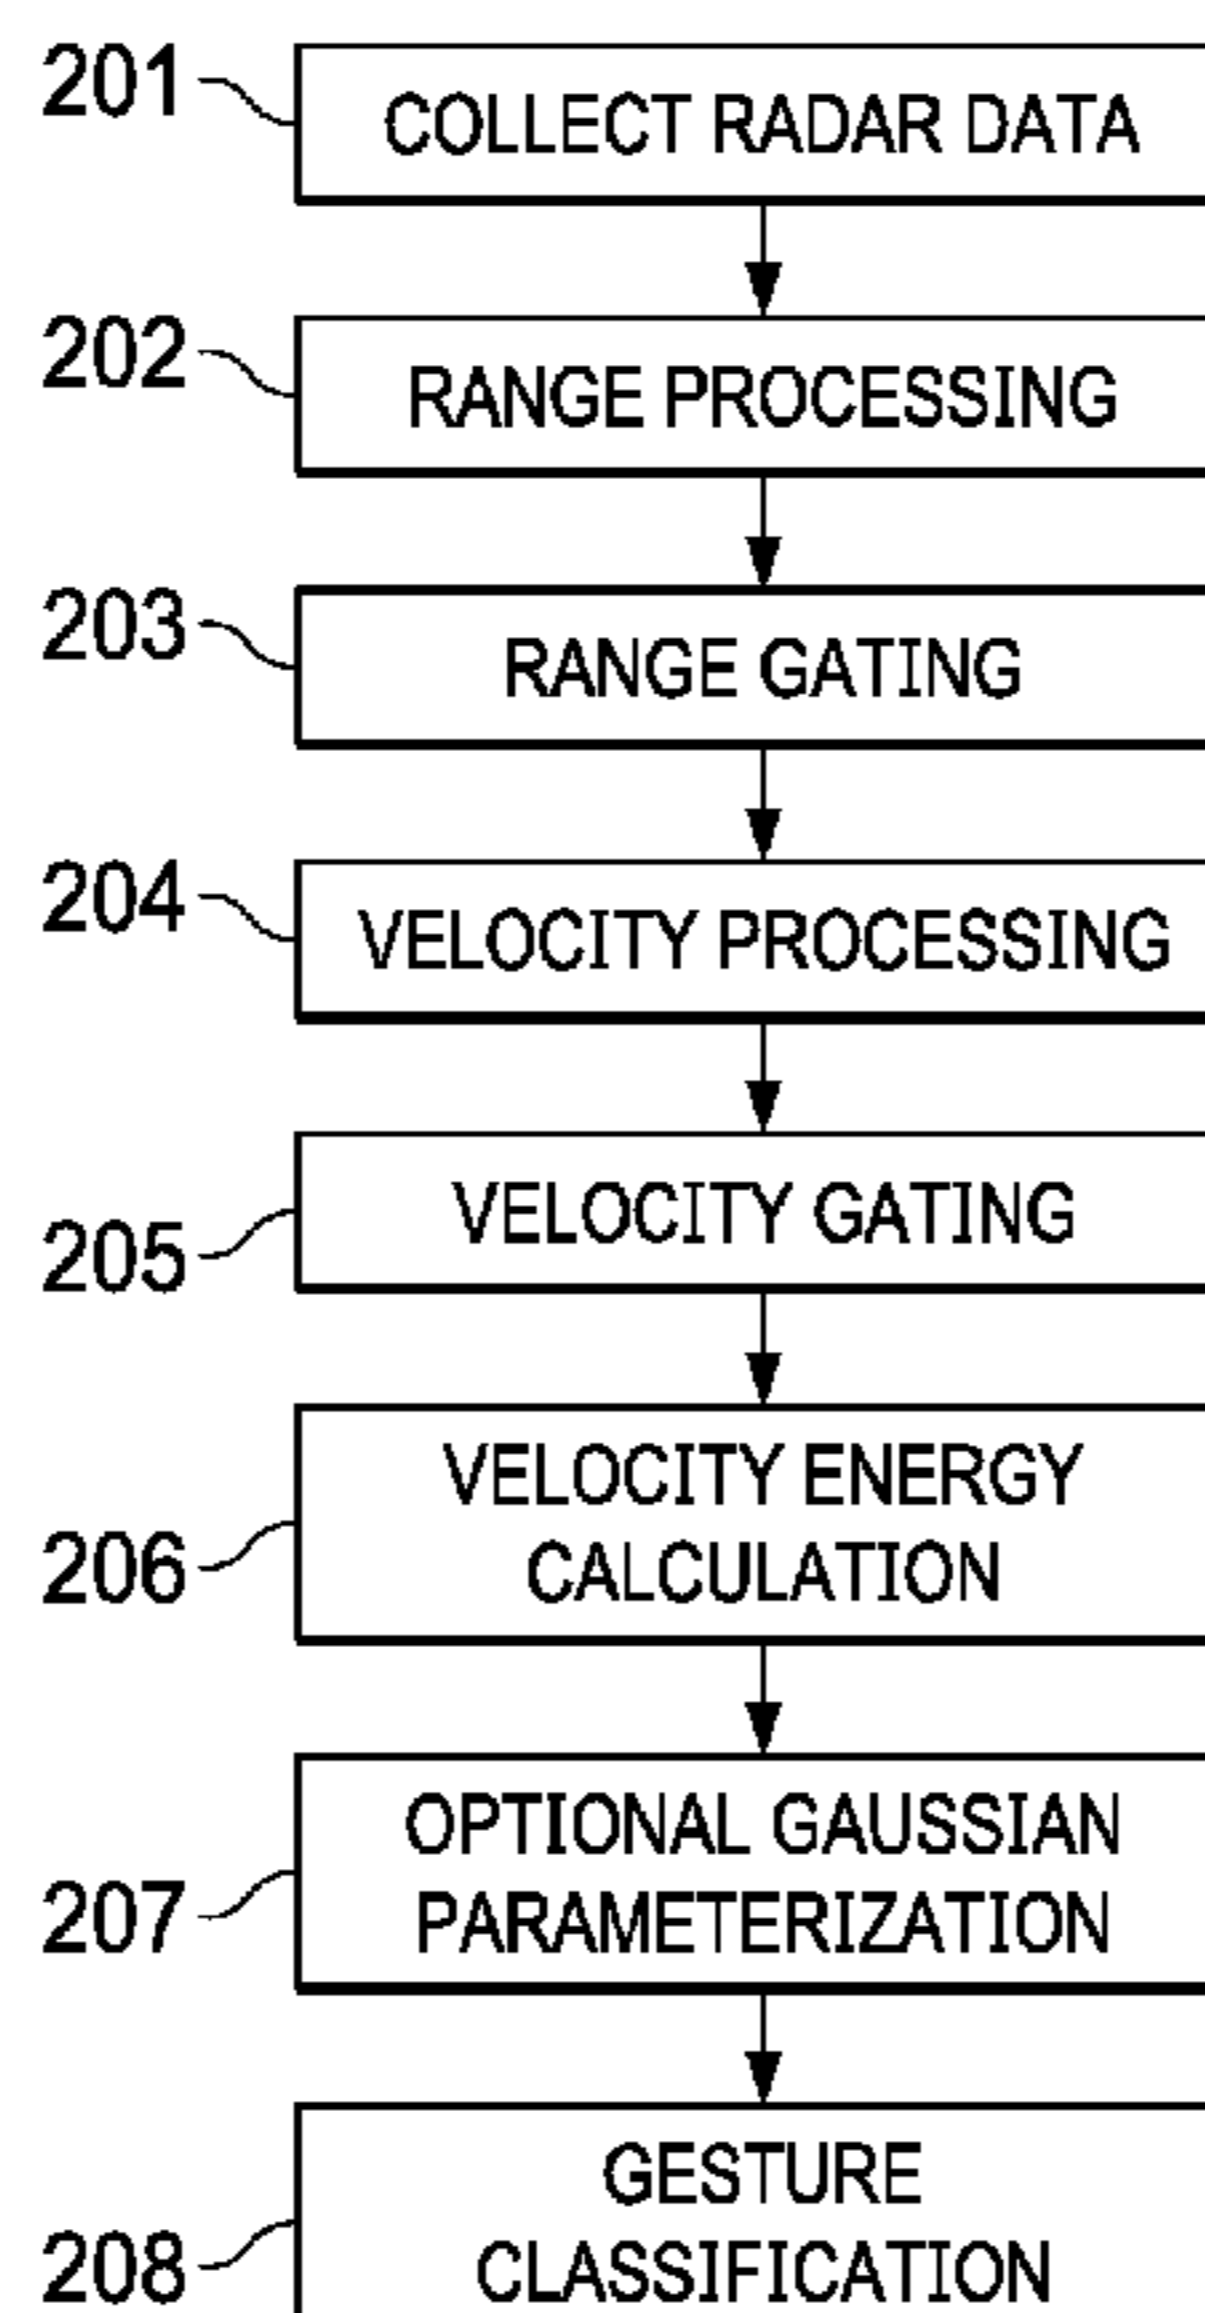 201
COLLECT RADAR DATA
202
RANGE PROCESSING
203
RANGE GATING
204
VELOCITY PROCESSING
205
VELOCITY GATING
206
VELOCITY ENERGY
CALCULATION
207
OPTIONAL GAUSSIAN
PARAMETERIZATION
208
GESTURE
CLASSIFICATION